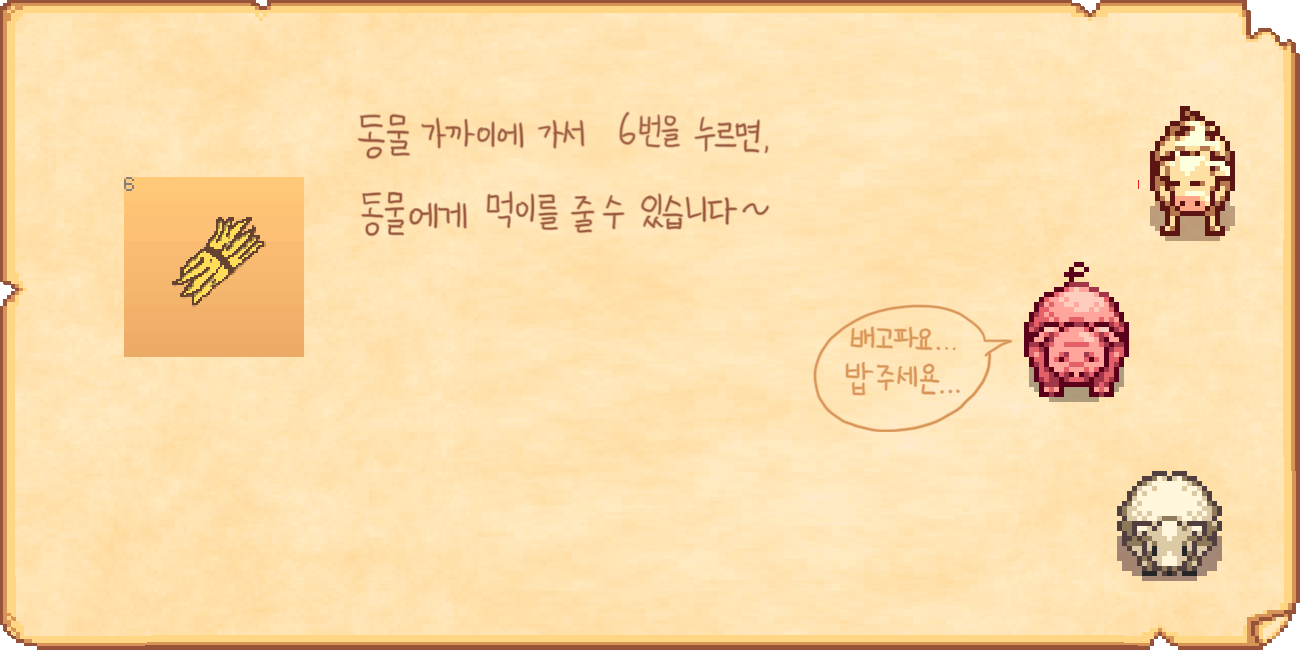 동물 가까이에 가서 6번을 누르면,
동물에게 먹이를 줄 수 있습니다~
6
배고파요...
밥 주세욘...